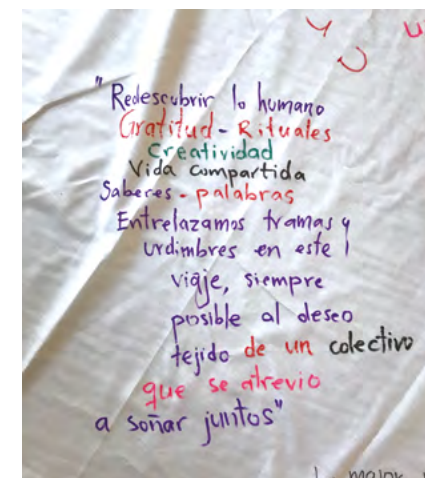 "Redescubrir lo humano
Gratitud - Rituales
Creatividad
Vida compartida
Saberes - palabras
Entrelazamos tramas y
urdimbres en este
viaje, siempre
posible al deseo
tejido de un colectivo
que se atrevio
a soñar juntos"